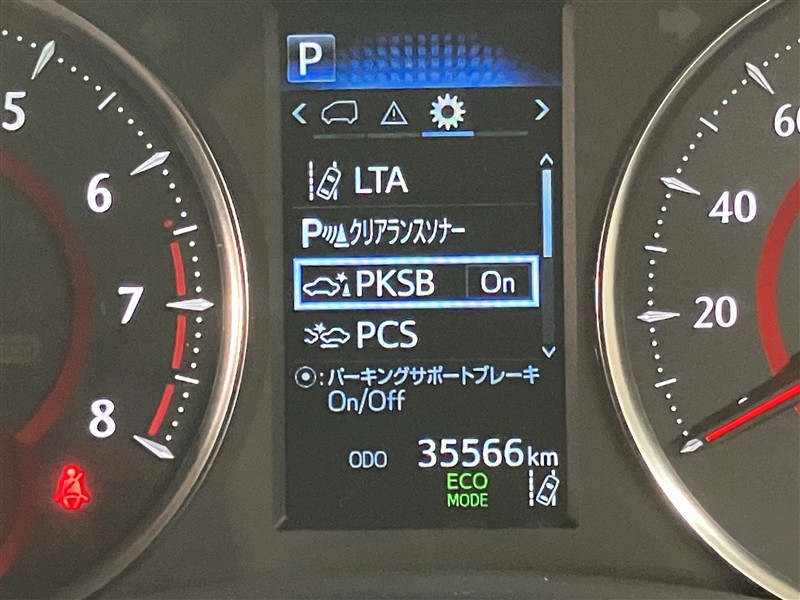 P
LTA
Pクリアランスソナー
PKSB On
PCS
:パーキングサポートブレーキ
On/Off
ODO 35566km
ECO
MODE
5
6
7
8
60
40
20